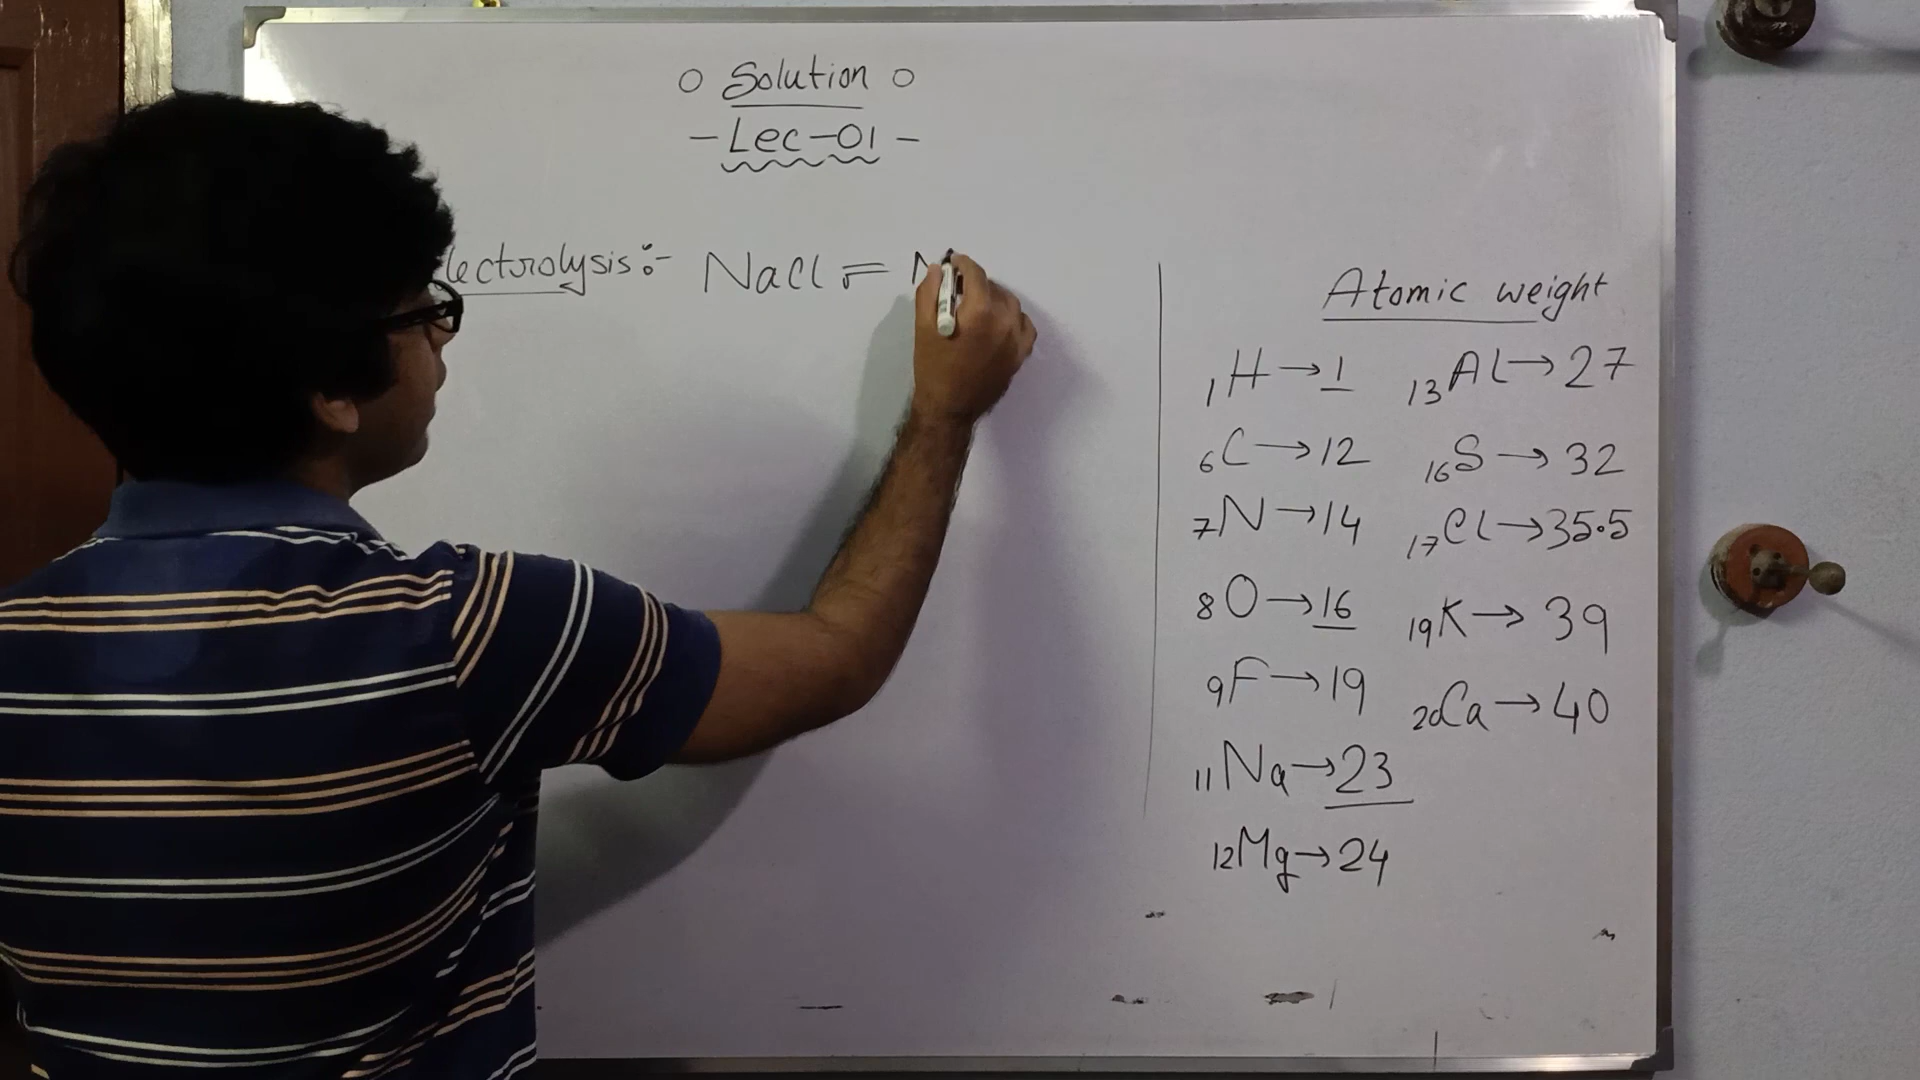 o Solution o
- Lec-01 -
lectrolysis:- NaCl ⇌ N
Atomic weight
₁H→1 ₁₃Al→27
₆C→12 ₁₆S→32
₇N→14 ₁₇Cl→35.5
₈O→16 ₁₉K→39
₉F→19 ₂₀Ca→40
₁₁Na→23
₁₂Mg→24